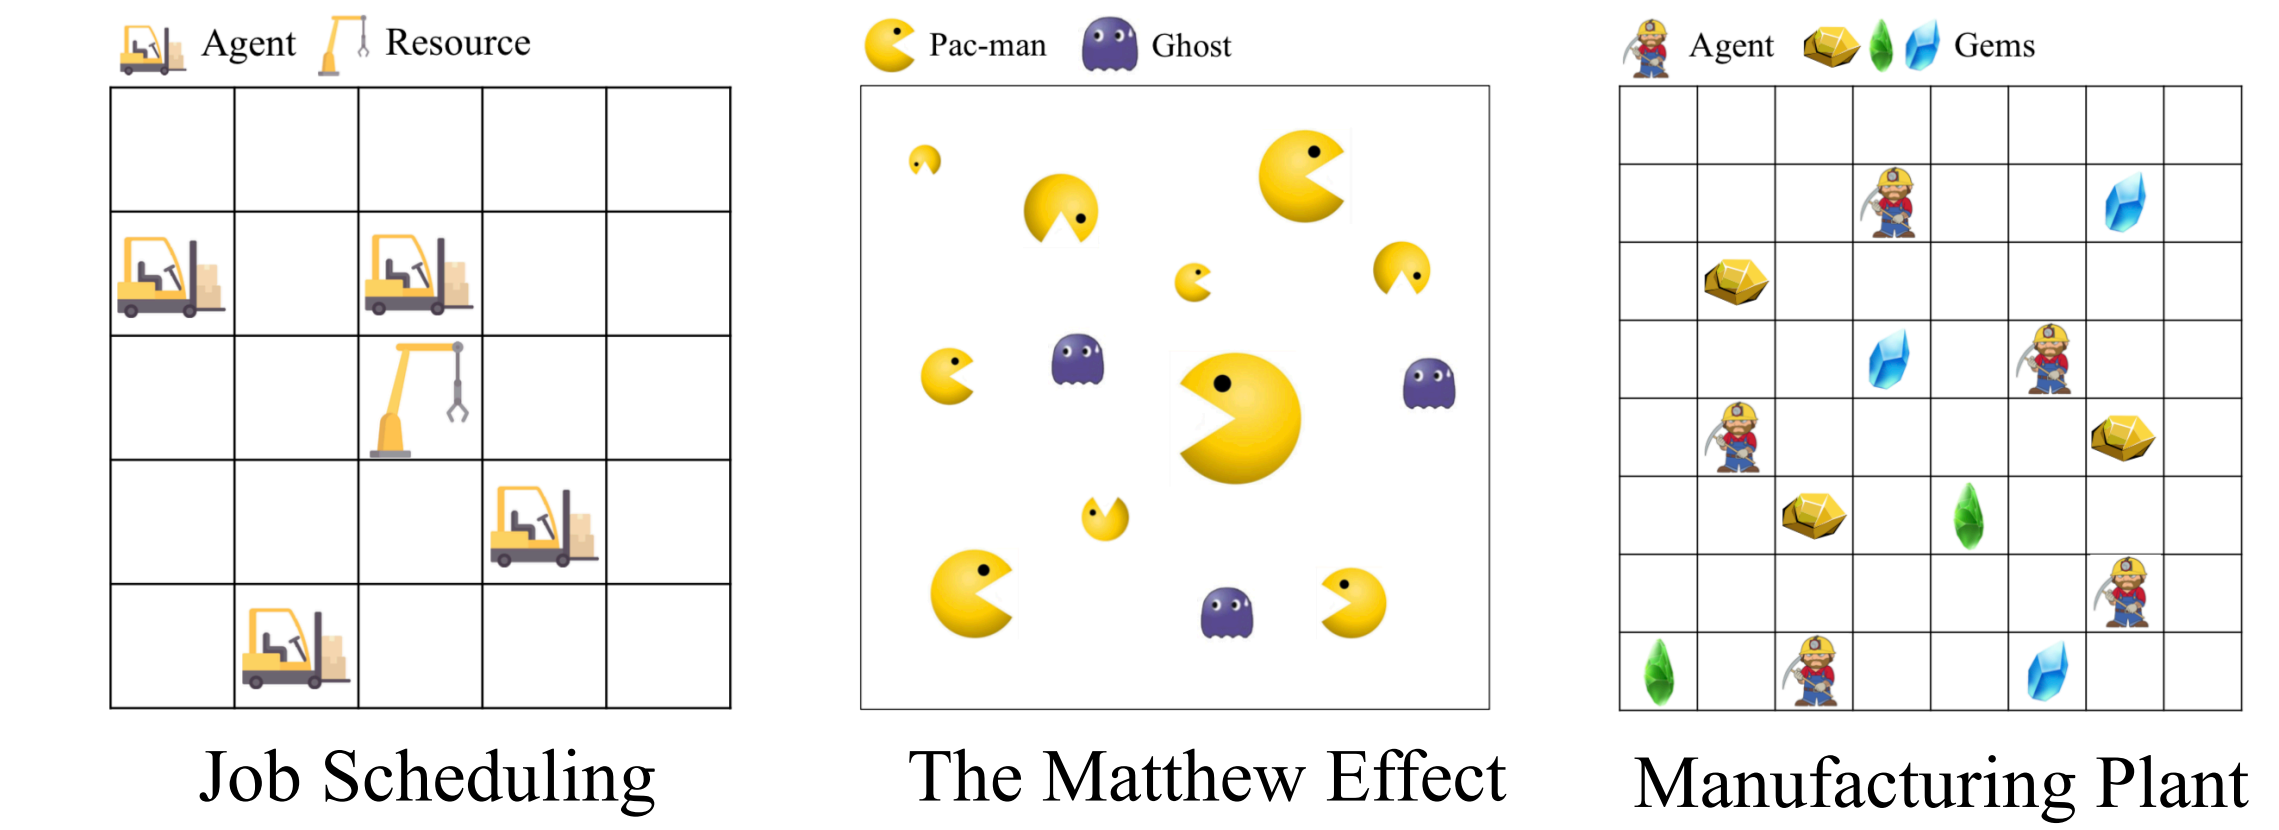 Agent Resource
Pac-man Ghost
Agent Gems
Job Scheduling
The Matthew Effect
Manufacturing Plant